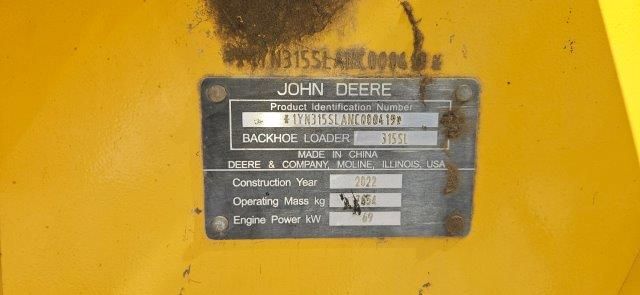 *1YN315SLANC000419*
JOHN DEERE
Product Identification Number
*1YN315SLANC000419*
BACKHOE LOADER 315SL
MADE IN CHINA
DEERE & COMPANY, MOLINE, ILLINOIS, USA
Construction Year 2022
Operating Mass kg
Engine Power kW 69